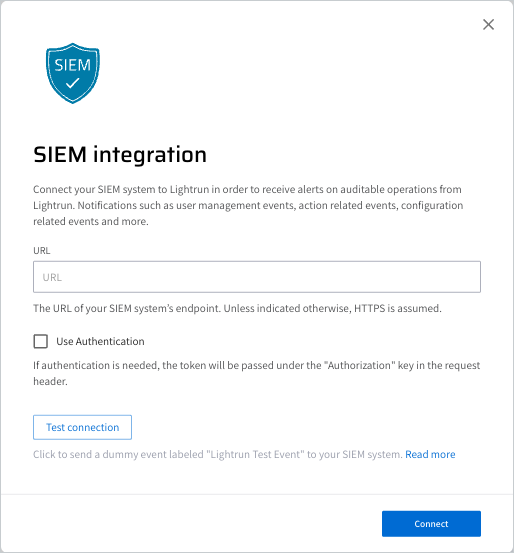 SIEM
SIEM integration
Connect your SIEM system to Lightrun in order to receive alerts on auditable operations from
Lightrun. Notifications such as user management events, action related events, configuration
related events and more.
URL
URL
The URL of your SIEM system's endpoint. Unless indicated otherwise, HTTPS is assumed.
Use Authentication
If authentication is needed, the token will be passed under the "Authorization" key in the request
header.
Test connection
Click to send a dummy event labeled "Lightrun Test Event" to your SIEM system. Read more
Connect